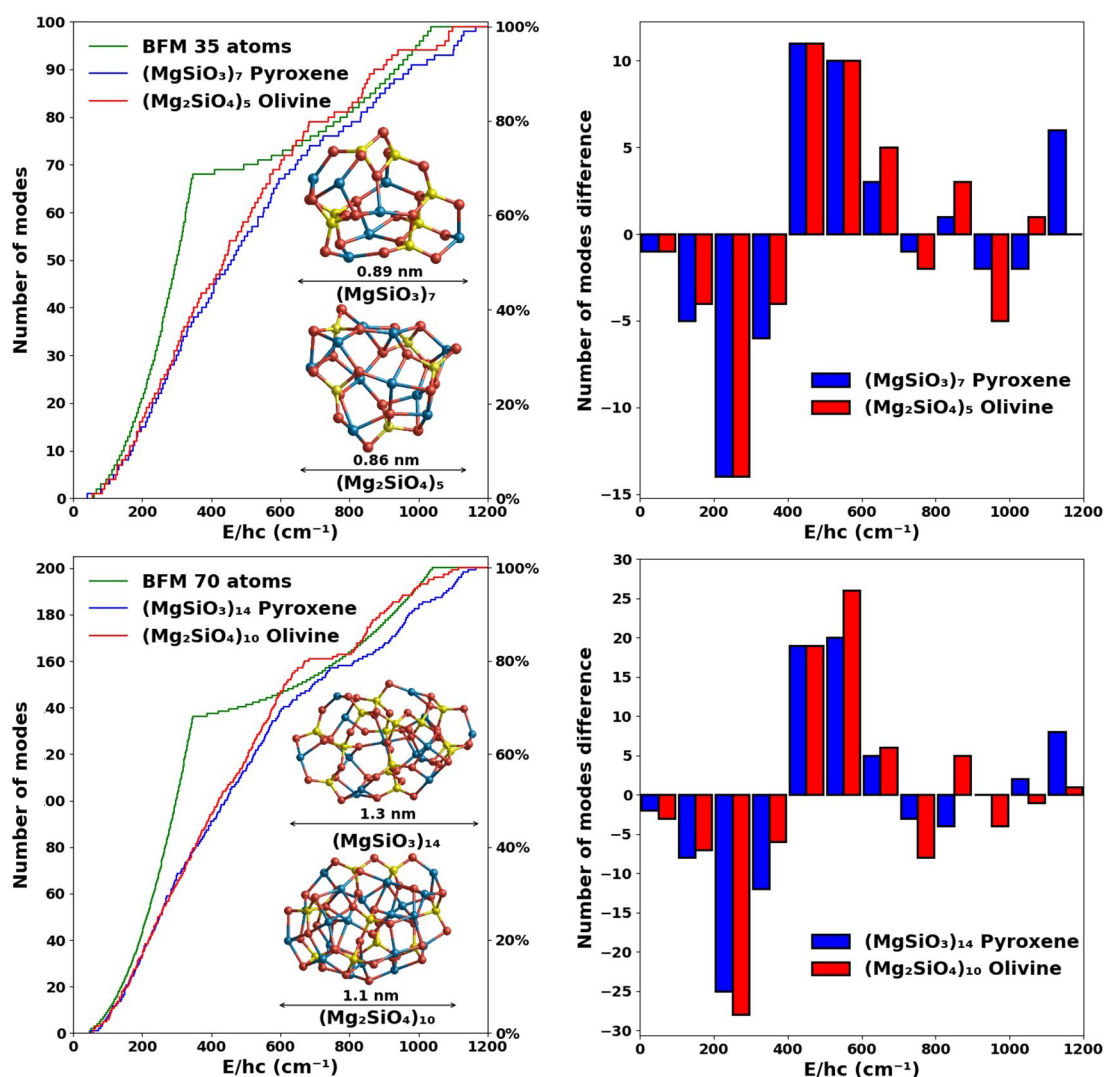 Number of modes
100
90
80
70
60
50
40
30
20
10
0
BFM 35 atoms
(MgSiO₃)₇ Pyroxene
(Mg₂SiO₄)₅ Olivine
0.89 nm
(MgSiO₃)₇
0.86 nm
(Mg₂SiO₄)₅
100%
80%
60%
40%
20%
0%
0 200 400 600 800 1000 1200
E/hc (cm⁻¹)
Number of modes difference
10
5
0
−5
−10
−15
(MgSiO₃)₇ Pyroxene
(Mg₂SiO₄)₅ Olivine
0 200 400 600 800 1000 1200
E/hc (cm⁻¹)
Number of modes
200
180
160
40
20
00
80
60
40
20
0
BFM 70 atoms
(MgSiO₃)₁₄ Pyroxene
(Mg₂SiO₄)₁₀ Olivine
1.3 nm
(MgSiO₃)₁₄
1.1 nm
(Mg₂SiO₄)₁₀
100%
80%
60%
40%
20%
0%
0 200 400 600 800 1000 1200
E/hc (cm⁻¹)
Number of modes difference
30
25
20
15
10
5
0
−5
−10
−15
−20
−25
−30
(MgSiO₃)₁₄ Pyroxene
(Mg₂SiO₄)₁₀ Olivine
0 200 400 600 800 1000 1200
E/hc (cm⁻¹)